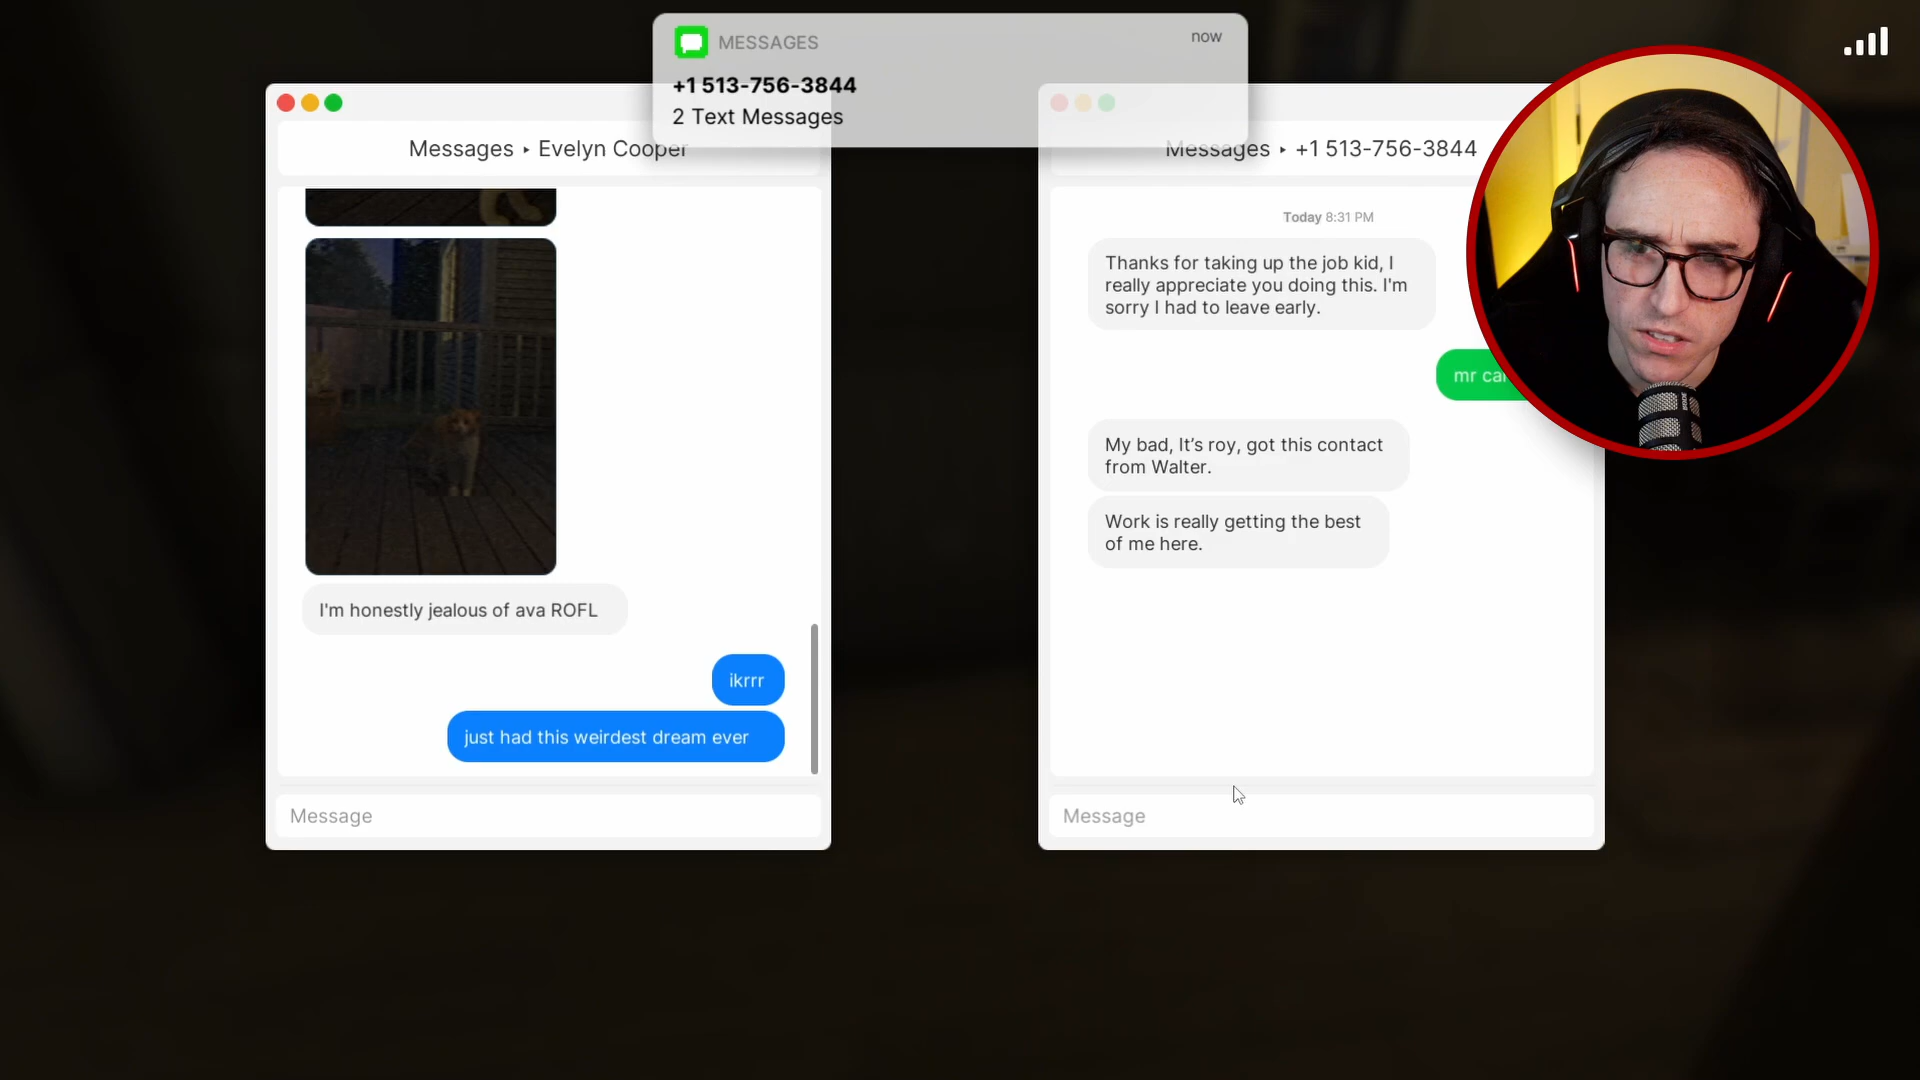 MESSAGES
now
+1 513-756-3844
2 Text Messages
Messages ‣ Evelyn Cooper
I'm honestly jealous of ava ROFL
ikrrr
just had this weirdest dream ever
Message
Messages ‣ +1 513-756-3844
Today 8:31 PM
Thanks for taking up the job kid, I
really appreciate you doing this. I'm
sorry I had to leave early.
mr
My bad, It’s roy, got this contact
from Walter.
Work is really getting the best
of me here.
Message